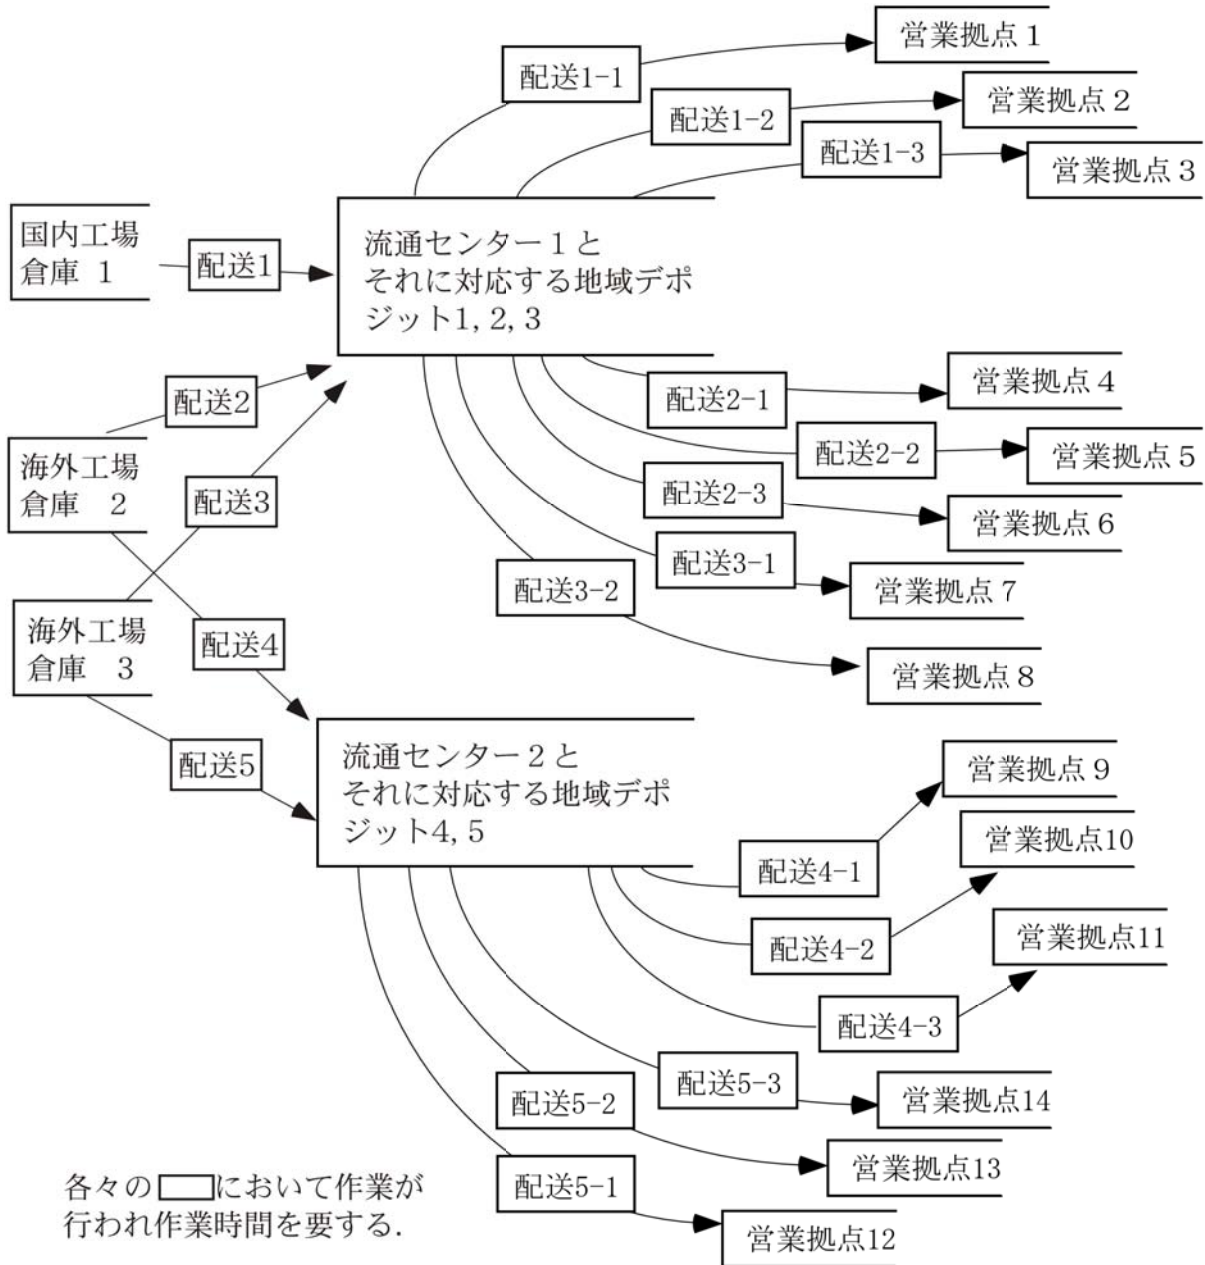 配送1-1
営業拠点1
配送1-2
営業拠点2
配送1-3
営業拠点3
国内工場
倉庫 1
配送1
流通センター1と
それに対応する地域デポ
ジット1, 2, 3
配送2
配送2-1
営業拠点4
海外工場
倉庫 2
配送3
配送2-2
営業拠点5
配送2-3
営業拠点6
配送3-1
営業拠点7
配送3-2
営業拠点8
海外工場
倉庫 3
配送4
配送5
流通センター2と
それに対応する地域デポ
ジット4, 5
営業拠点9
配送4-1
営業拠点10
配送4-2
営業拠点11
配送4-3
配送5-3
営業拠点14
配送5-2
営業拠点13
配送5-1
営業拠点12
各々の において作業が
行われ作業時間を要する.